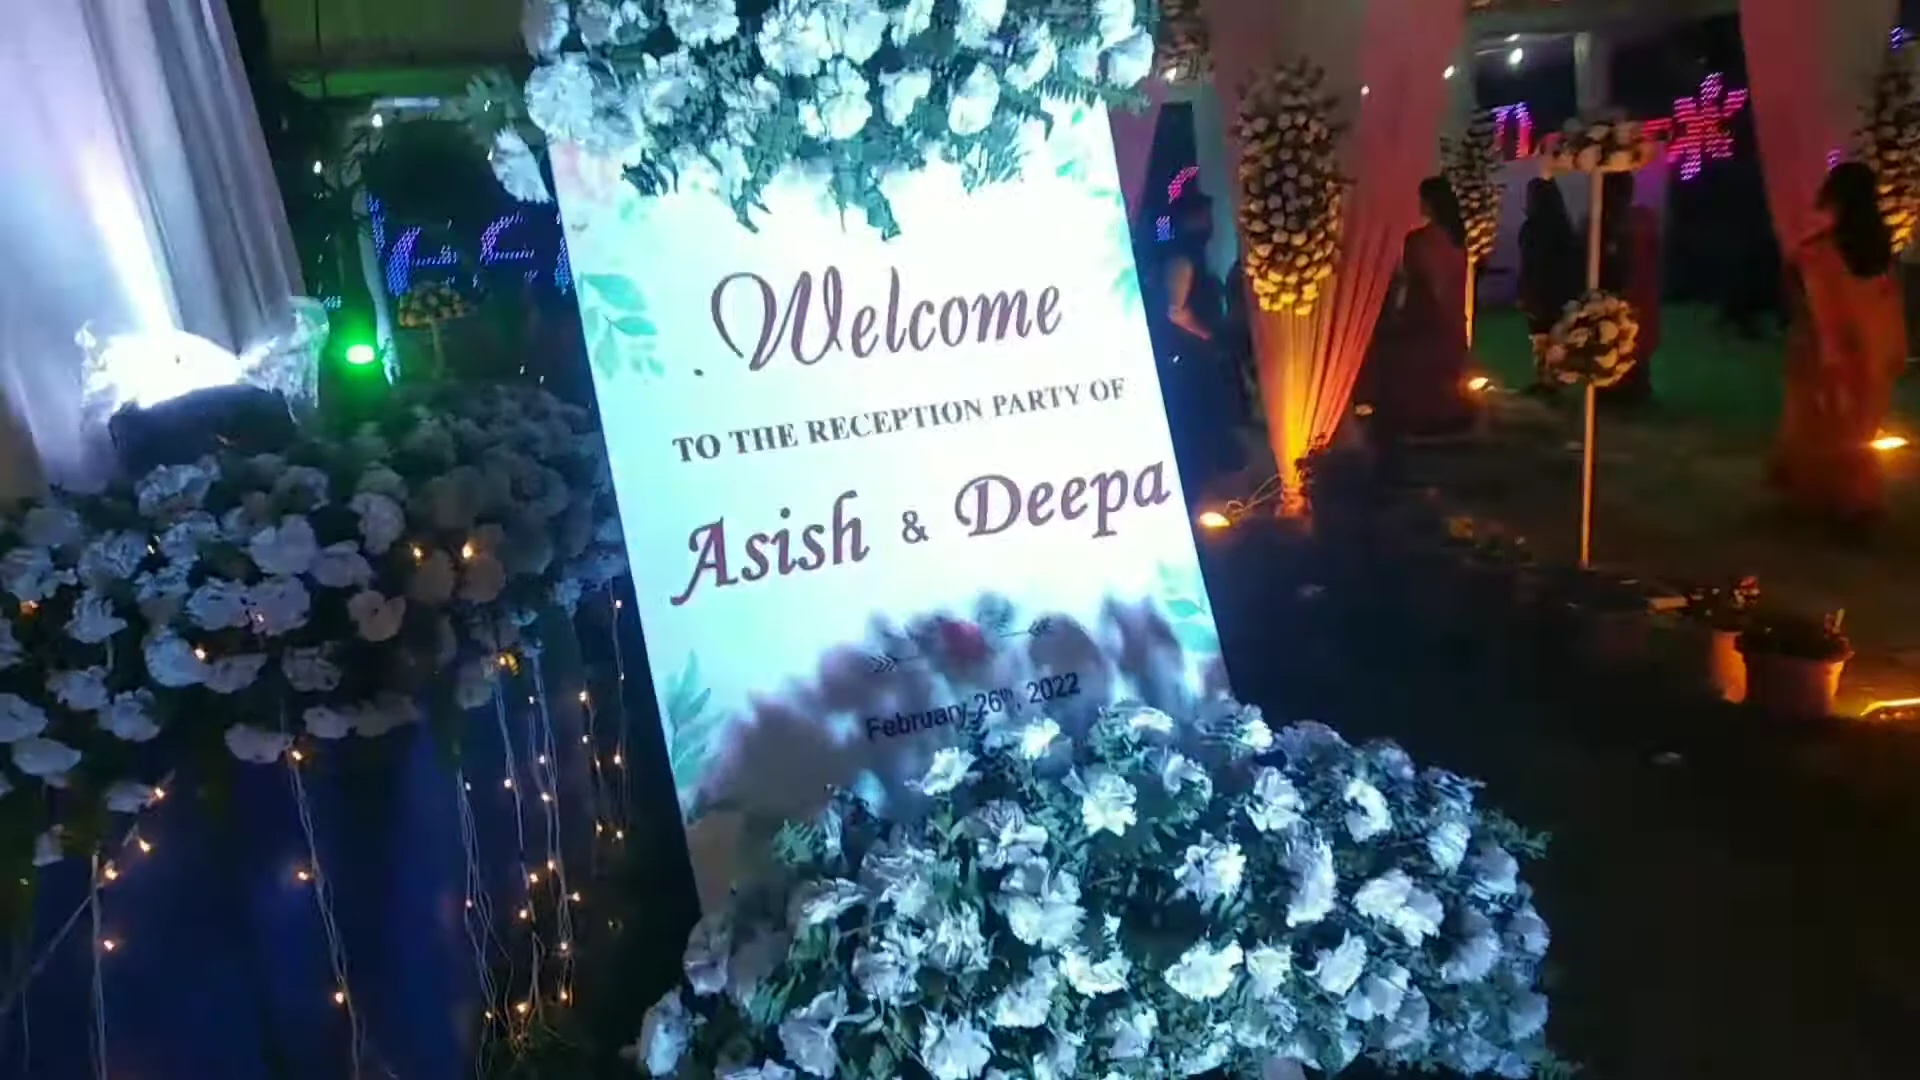 Welcome
TO THE RECEPTION PARTY OF
Asish & Deepa
February 26th, 2022